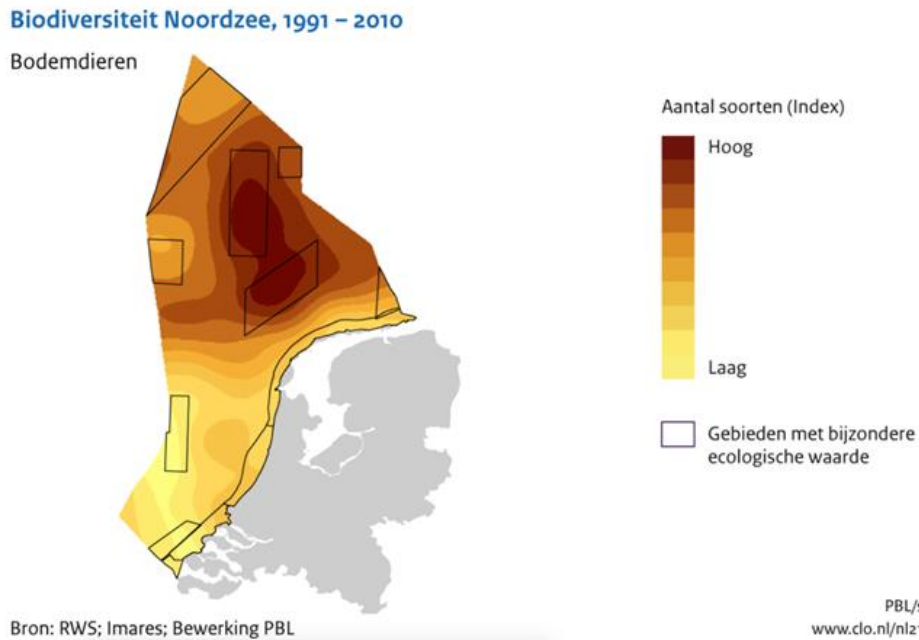 Biodiversiteit Noordzee, 1991 – 2010
Bodemdieren
Aantal soorten (Index)
Hoog
Laag
Gebieden met bijzondere
ecologische waarde
PBL/
Bron: RWS; Imares; Bewerking PBL